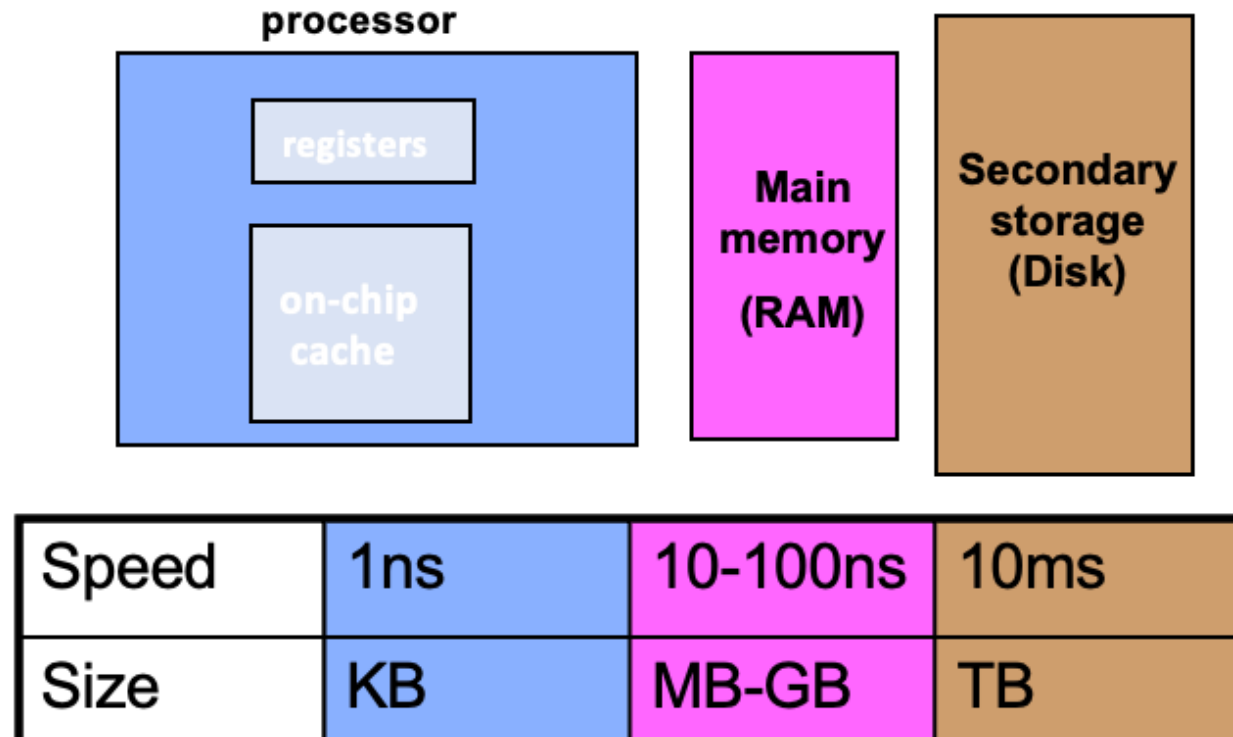 processor
registers
on-chip
cache
Main
memory
(RAM)
Secondary
storage
(Disk)
Speed 1ns 10-100ns 10ms
Size KB MB-GB TB